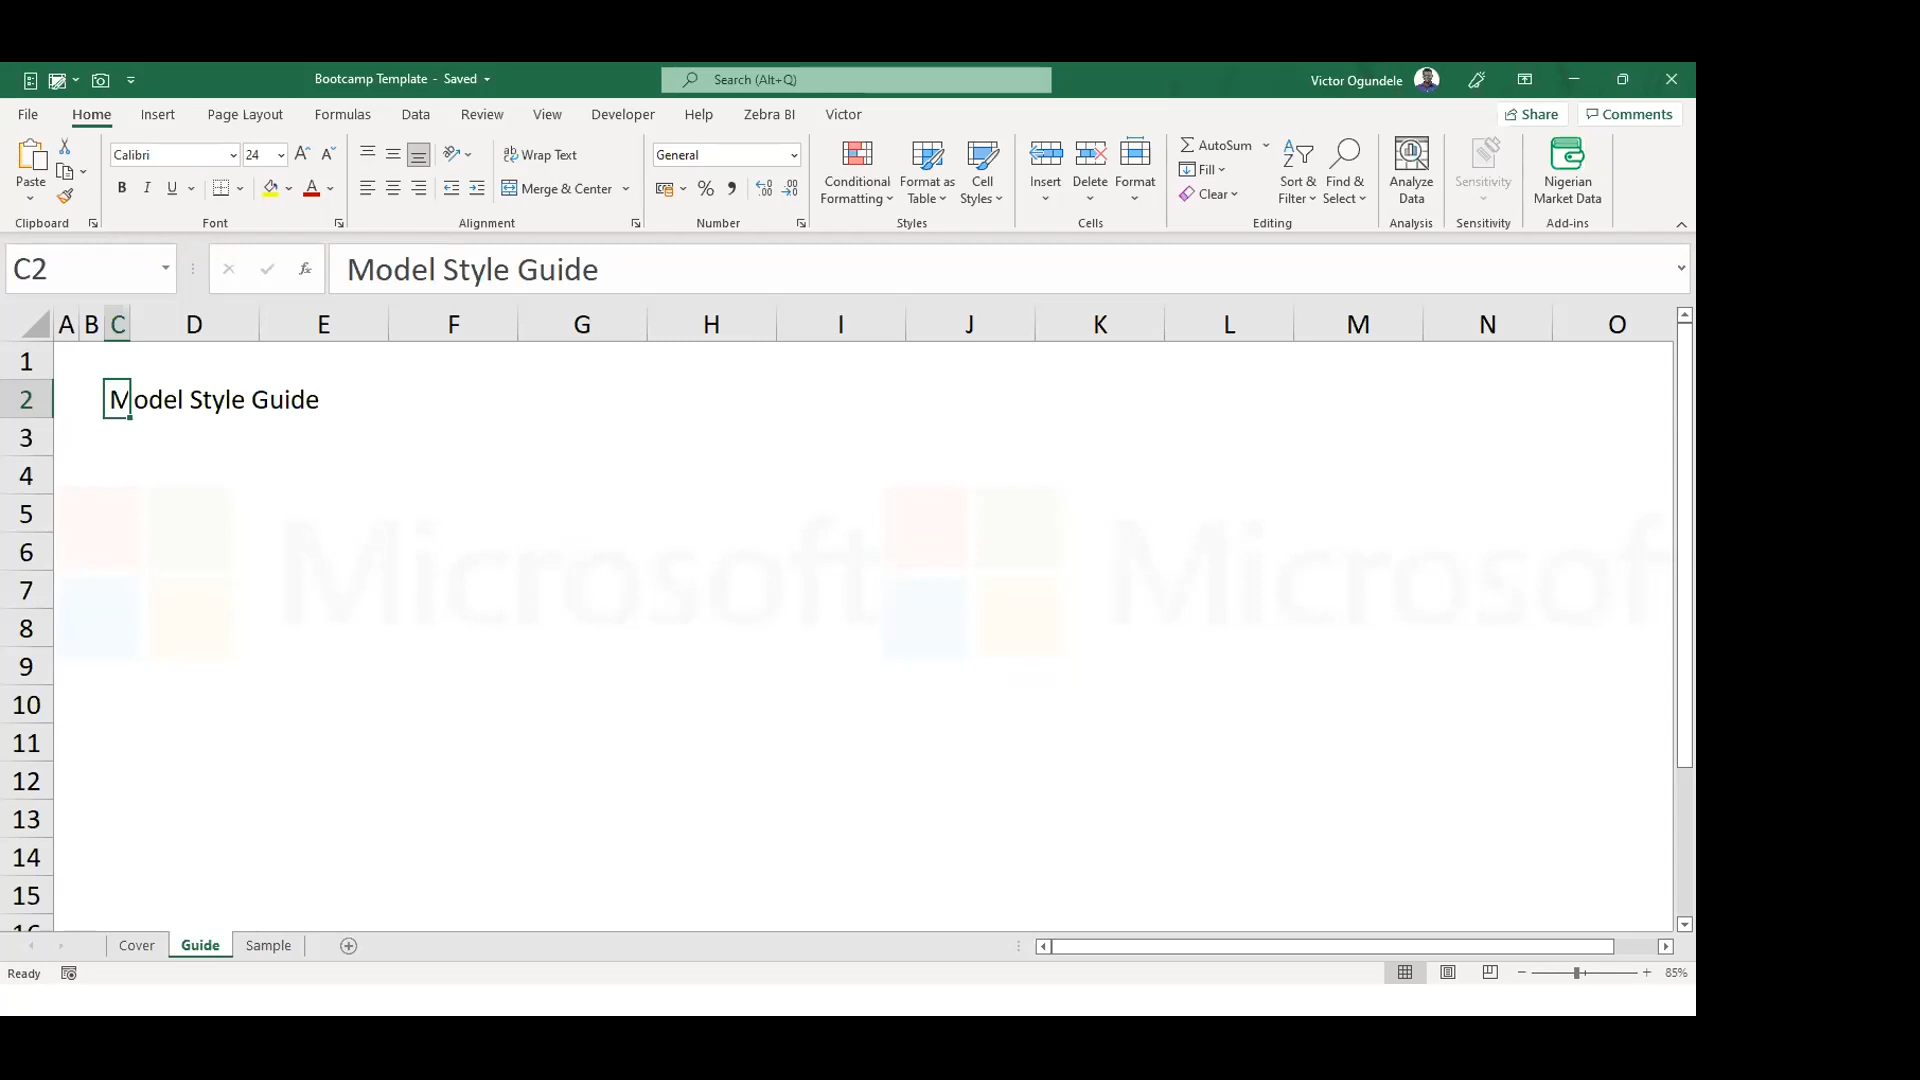 Bootcamp Template - Saved
Search (Alt+Q)
Victor Ogundele
File Home Insert Page Layout Formulas Data Review View Developer Help Zebra BI Victor Share Comments
Calibri 24 Wrap Text General AutoSum
Paste B I U Merge & Center % Conditional Formatting Format as Table Cell Styles Insert Delete Format Fill Clear Sort & Filter Find & Select Analyze Data Sensitivity Nigerian Market Data
Clipboard Font Alignment Number Styles Cells Editing Analysis Sensitivity Add-ins
C2 fx Model Style Guide
A B C D E F G H I J K L M N O
1
2 Model Style Guide
3
4
5
6 Microsoft Microsof
7
8
9
10
11
12
13
14
15
16
Cover Guide Sample
Ready 85%